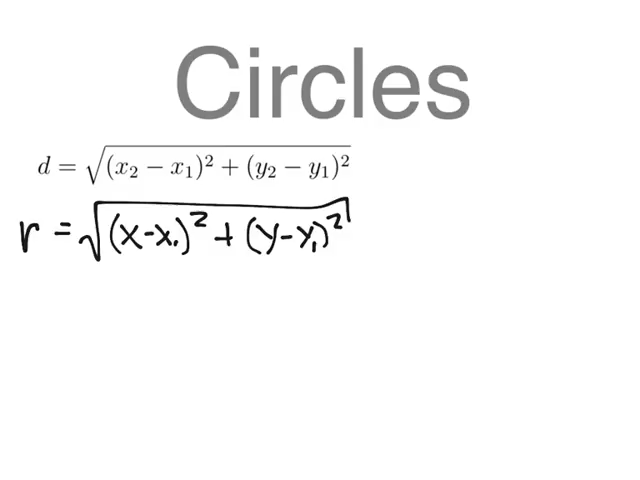 Circles
d = √(x₂ − x₁)² + (y₂ − y₁)²
r = √(x-x₁)² + (y-y₁)²